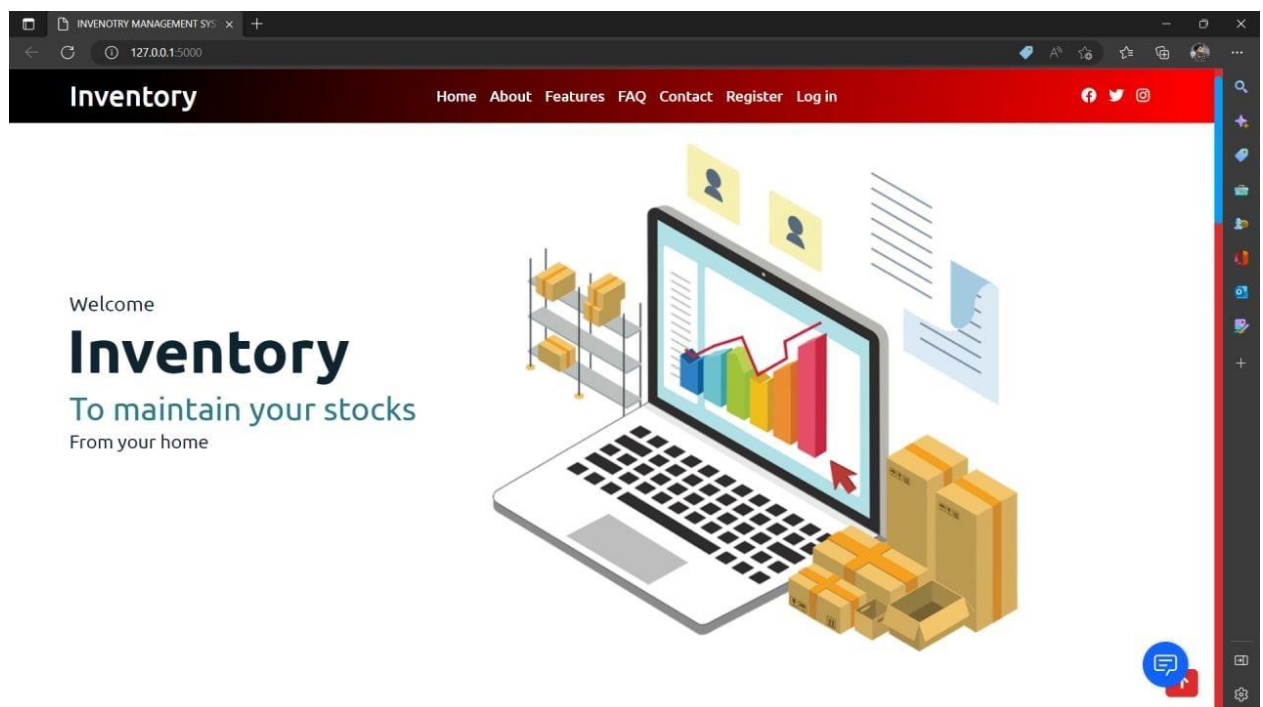 INVENOTRY MANAGEMENT SYS
127.0.0.1:5000
Inventory
Home About Features FAQ Contact Register Log in
Welcome
Inventory
To maintain your stocks
From your home